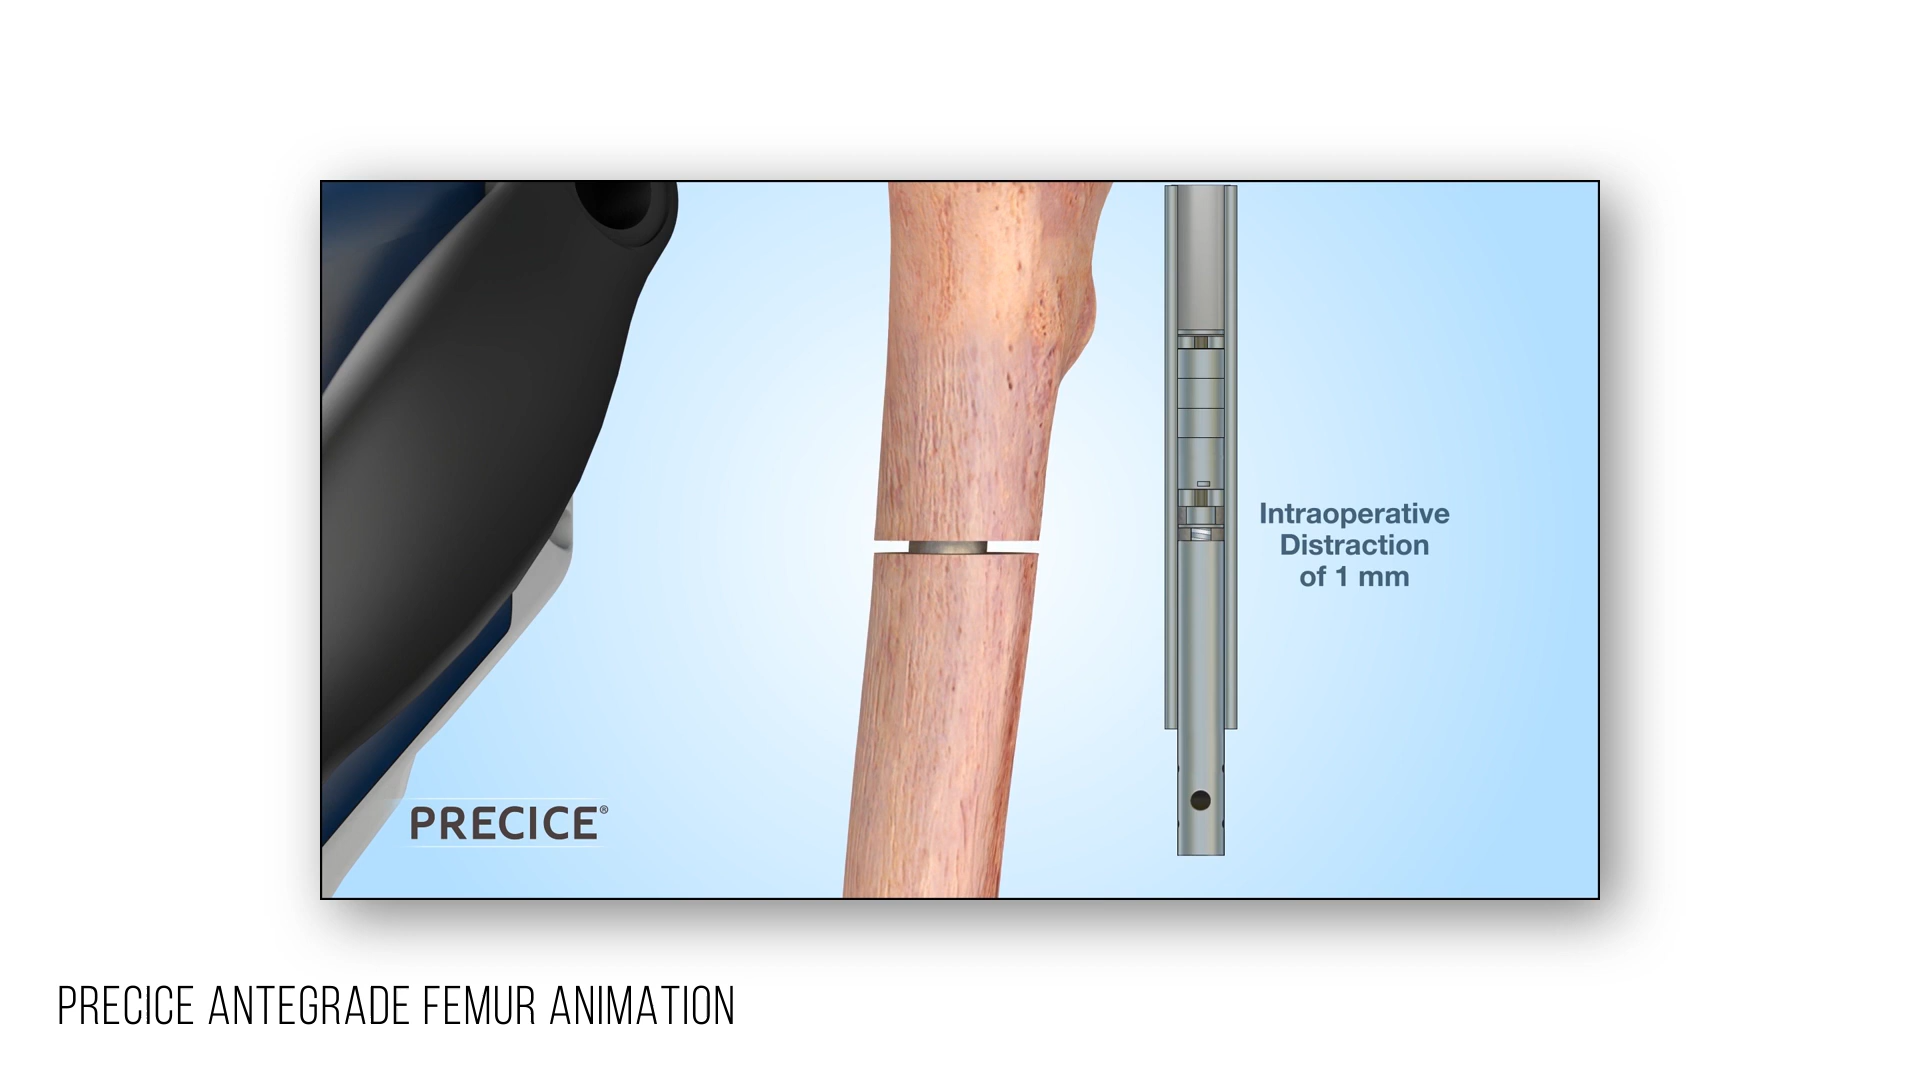 Intraoperative
Distraction
of 1 mm
PRECICE®
PRECICE ANTEGRADE FEMUR ANIMATION